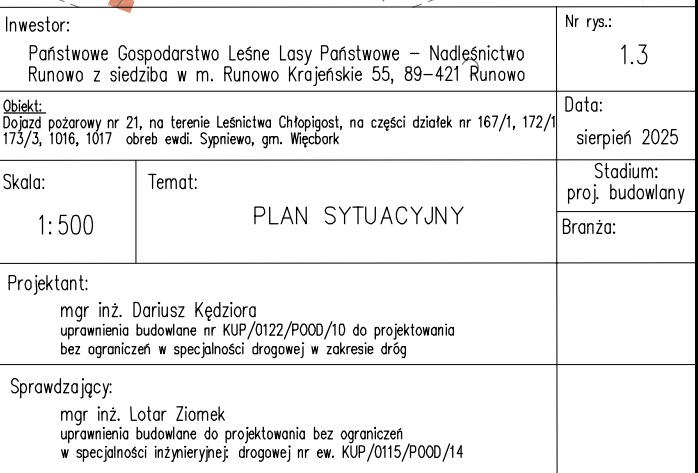 Inwestor:
Państwowe Gospodarstwo Leśne Lasy Państwowe – Nadleśnictwo
Runowo z siedziba w m. Runowo Krajeńskie 55, 89–421 Runowo
Nr rys.:
1.3
Obiekt:
Dojazd pożarowy nr 21, na terenie Leśnictwa Chłopigost, na części działek nr 167/1, 172/1
173/3, 1016, 1017 obreb ewdi. Sypniewo, gm. Więcbork
Data:
sierpień 2025
Skala:
1:500
Temat:
PLAN SYTUACYJNY
Stadium:
proj. budowlany
Branża:
Projektant:
mgr inż. Dariusz Kędziora
uprawnienia budowlane nr KUP/0122/POOD/10 do projektowania
bez ograniczeń w specjalności drogowej w zakresie dróg
Sprawdzający:
mgr inż. Lotar Ziomek
uprawnienia budowlane do projektowania bez ograniczeń
w specjalności inżynieryjnej: drogowej nr ew. KUP/0115/POOD/14